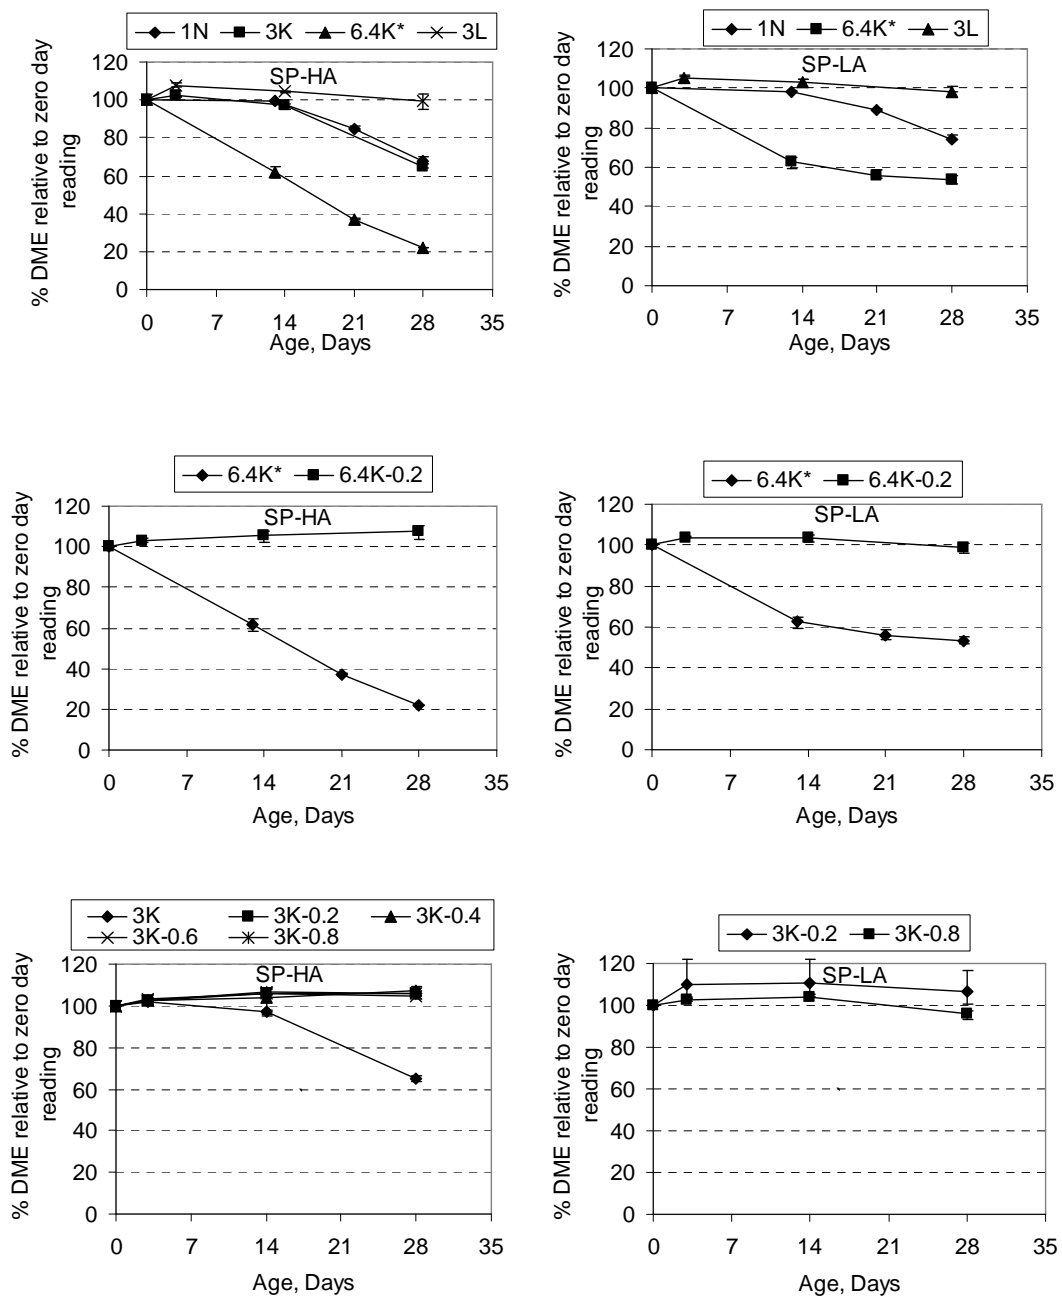 1N 3K 6.4K* 3L
SP-HA
% DME relative to zero day
reading
120
100
80
60
40
20
0
0 7 14 21 28 35
Age, Days
1N 6.4K* 3L
SP-LA
% DME relative to zero day
reading
120
100
80
60
40
20
0
0 7 14 21 28 35
Age, Days
6.4K* 6.4K-0.2
SP-HA
% DME relative to zero day
reading
120
100
80
60
40
20
0
0 7 14 21 28 35
Age, Days
6.4K* 6.4K-0.2
SP-LA
% DME relative to zero day
reading
120
100
80
60
40
20
0
0 7 14 21 28 35
Age, Days
3K 3K-0.2 3K-0.4
3K-0.6 3K-0.8
SP-HA
% DME relative to zero day
reading
120
100
80
60
40
20
0
0 7 14 21 28 35
Age, Days
3K-0.2 3K-0.8
SP-LA
% DME relative to zero day
reading
120
100
80
60
40
20
0
0 7 14 21 28 35
Age, Days